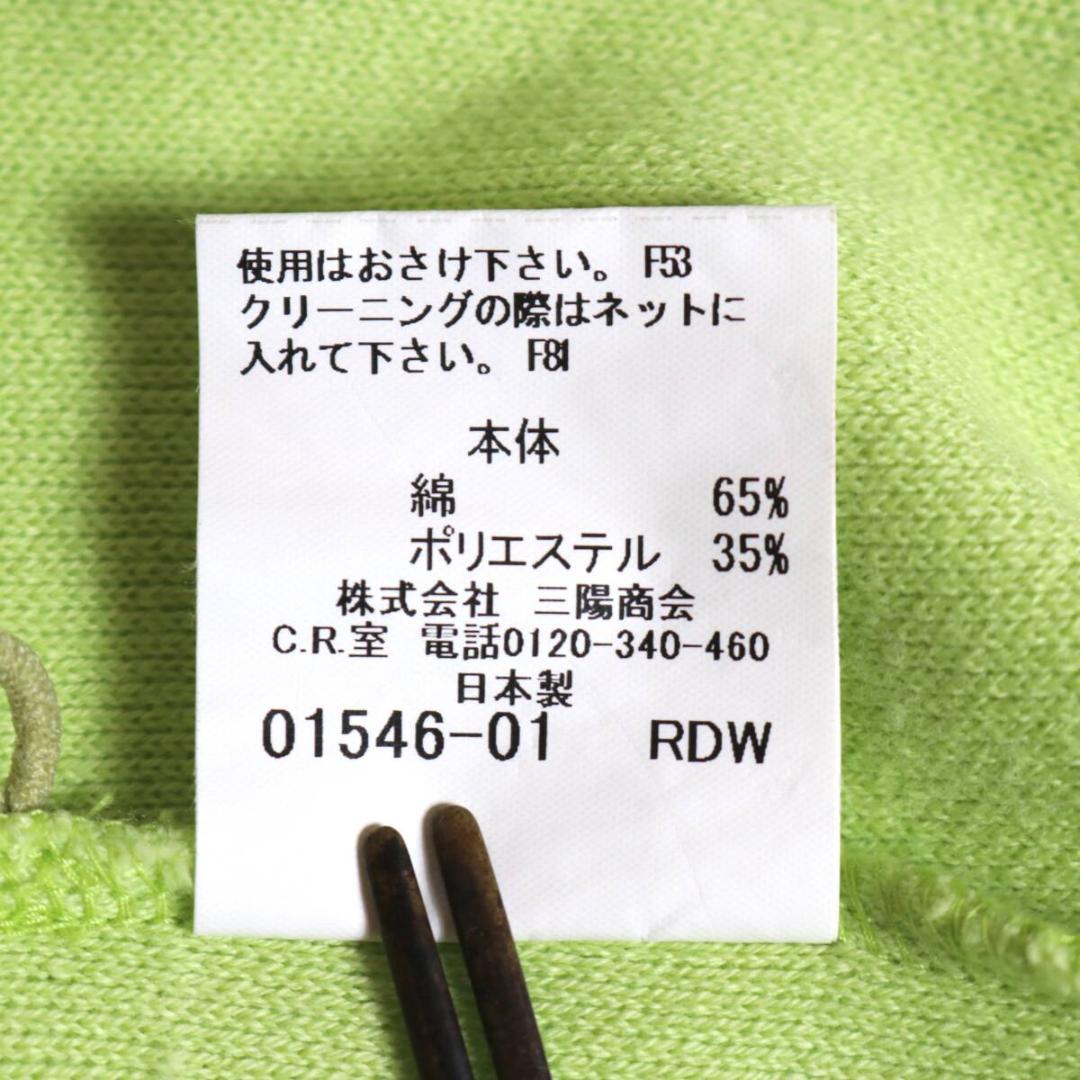 使用はおさけ下さい。 F53
クリーニングの際はネットに
入れて下さい。 F81
本体
綿 65%
ポリエステル 35%
株式会社 三陽商会
C.R.室 電話0120-340-460
日本製
01546-01 RDW